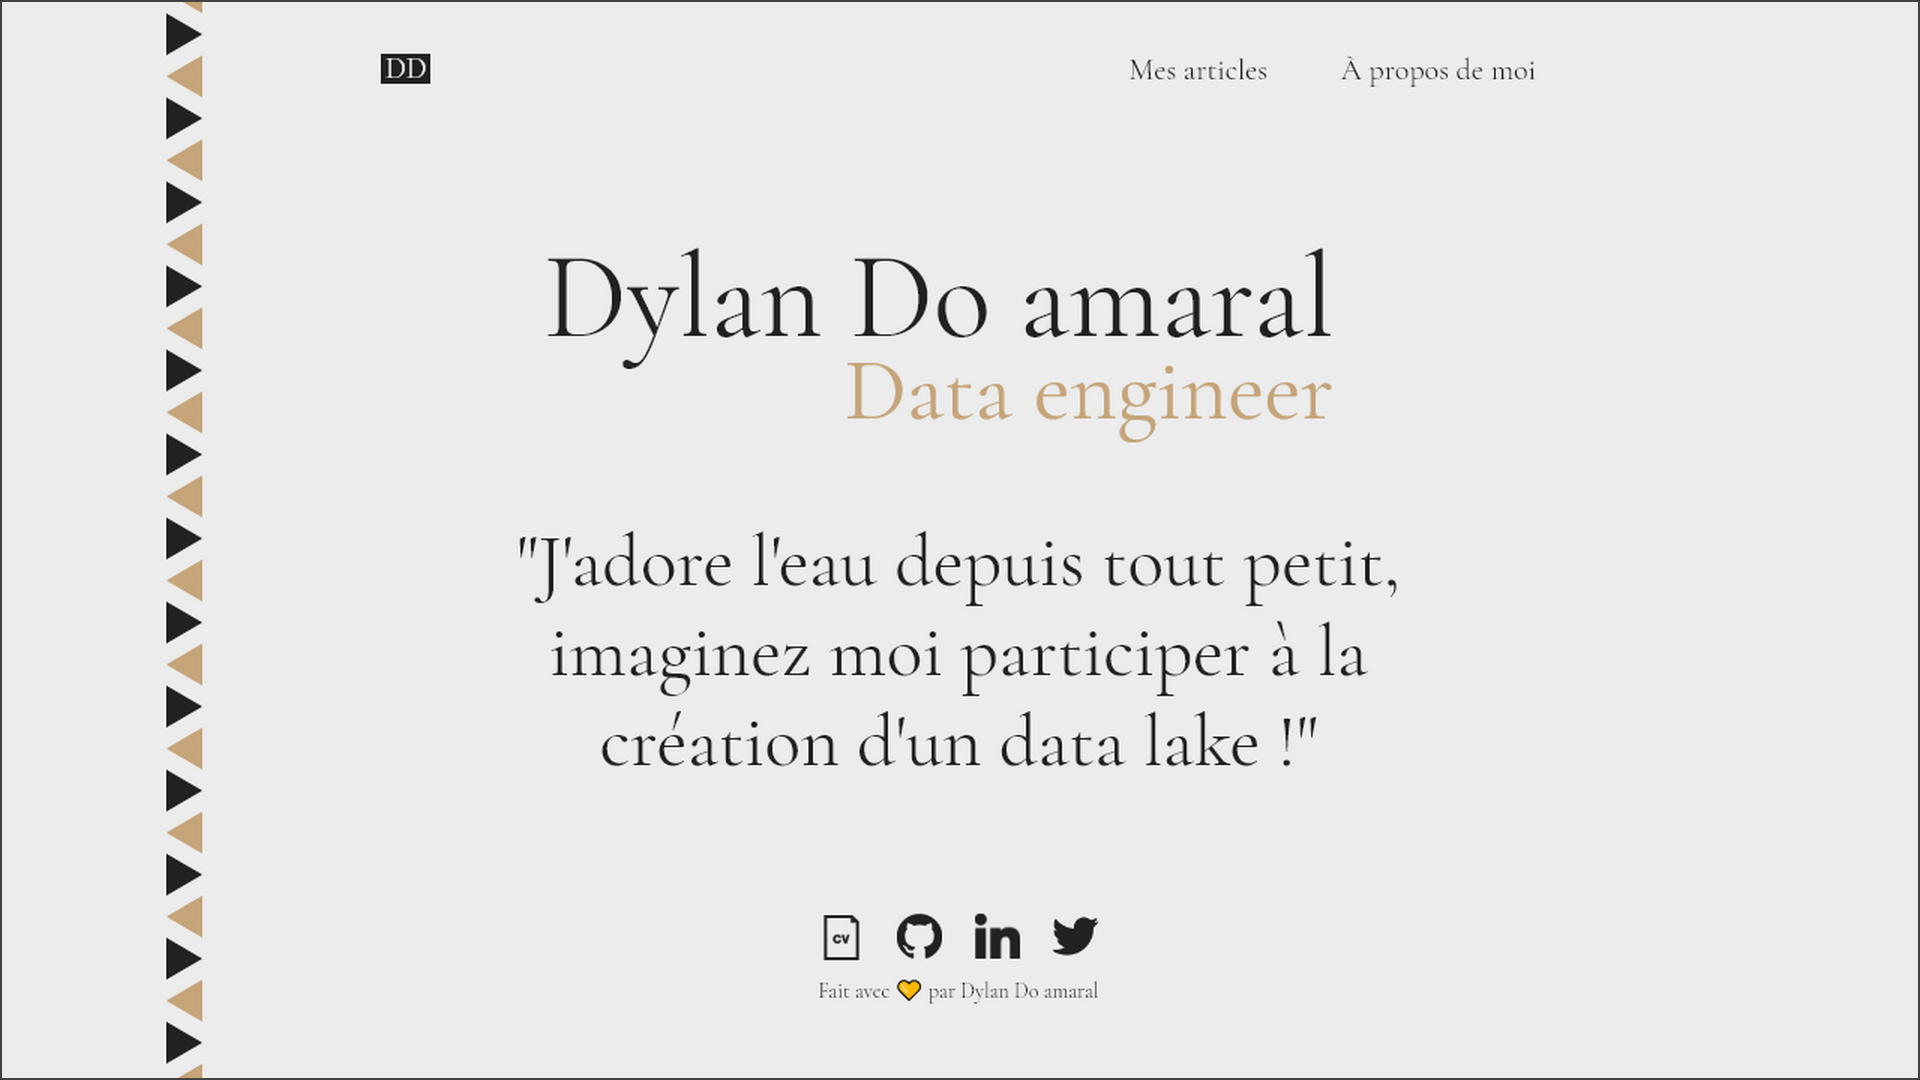 DD
Mes articles
À propos de moi
Dylan Do amaral
Data engineer
"J'adore l'eau depuis tout petit,
imaginez moi participer à la
création d'un data lake !"
CV
in
Fait avec 💛 par Dylan Do amaral